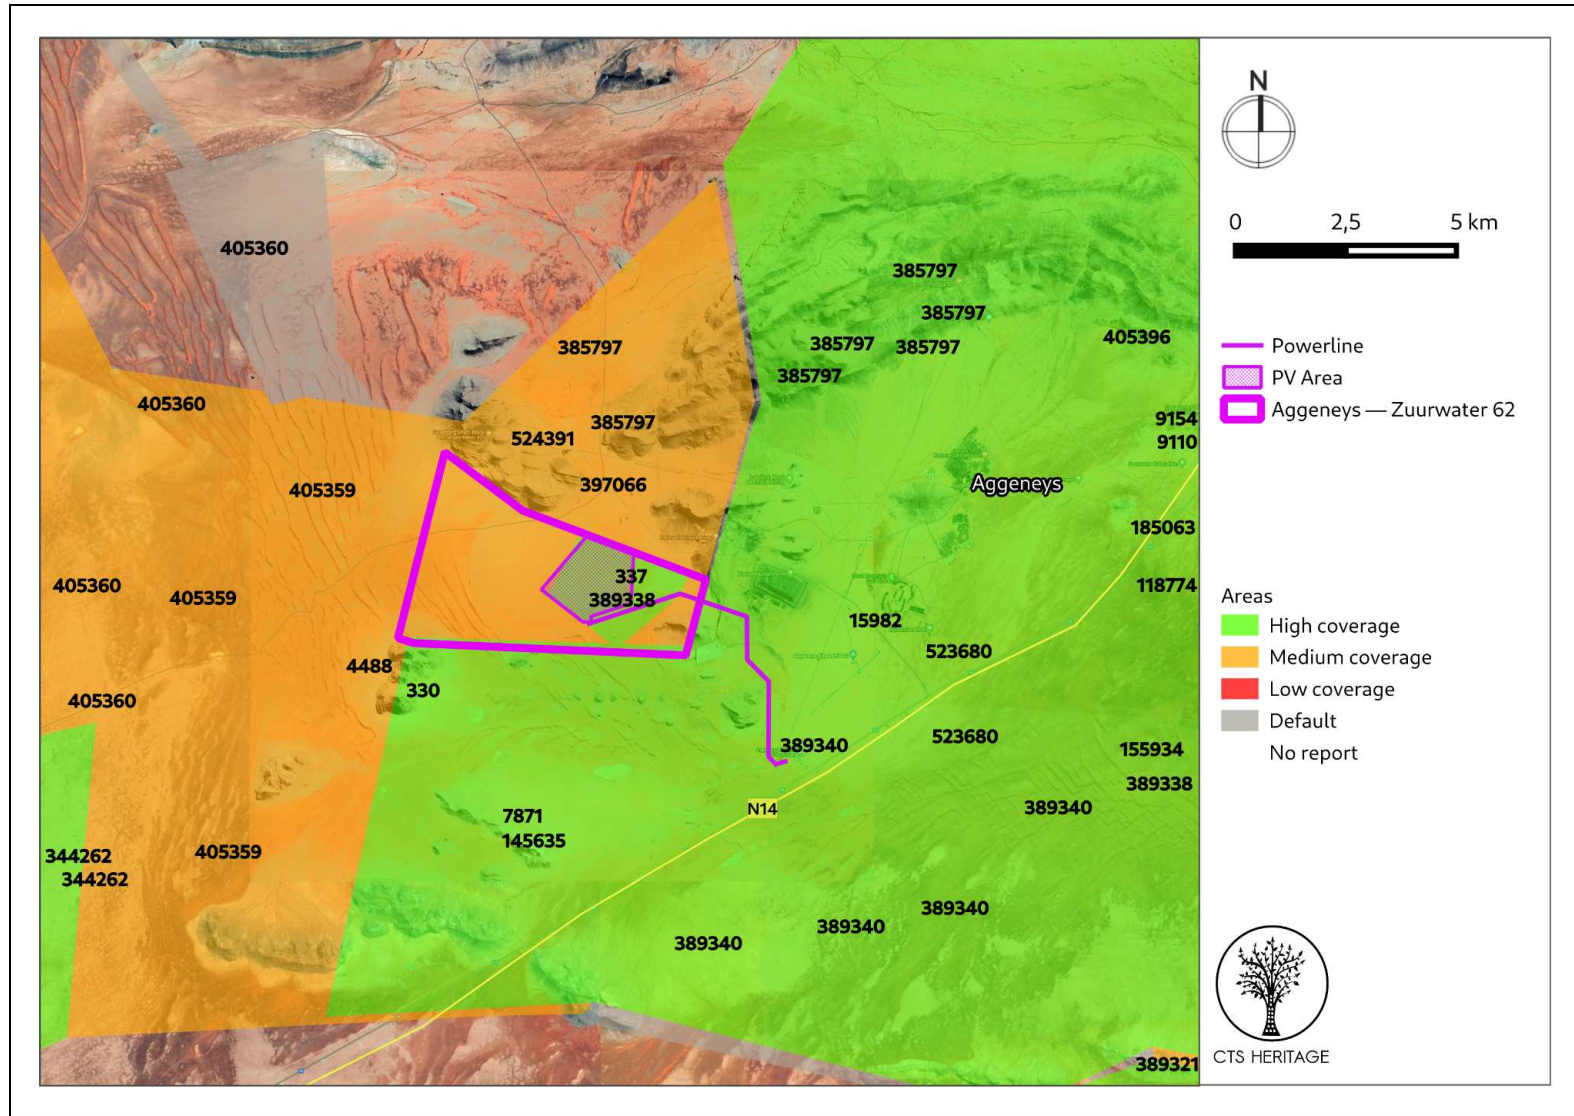 405360
385797
385797
405396
385797
385797
385797
385797
405360
385797
9154
524391
9110
Aggeneys
397066
405359
185063
337
118774
405360
405359
389338
15982
523680
4488
330
405360
523680
389340
155934
389338
389340
N14
7871
145635
405359
344262
344262
389340
389340
389340
389321
N
0 2,5 5 km
Powerline
PV Area
Aggeneys — Zuurwater 62
Areas
High coverage
Medium coverage
Low coverage
Default
No report
CTS HERITAGE